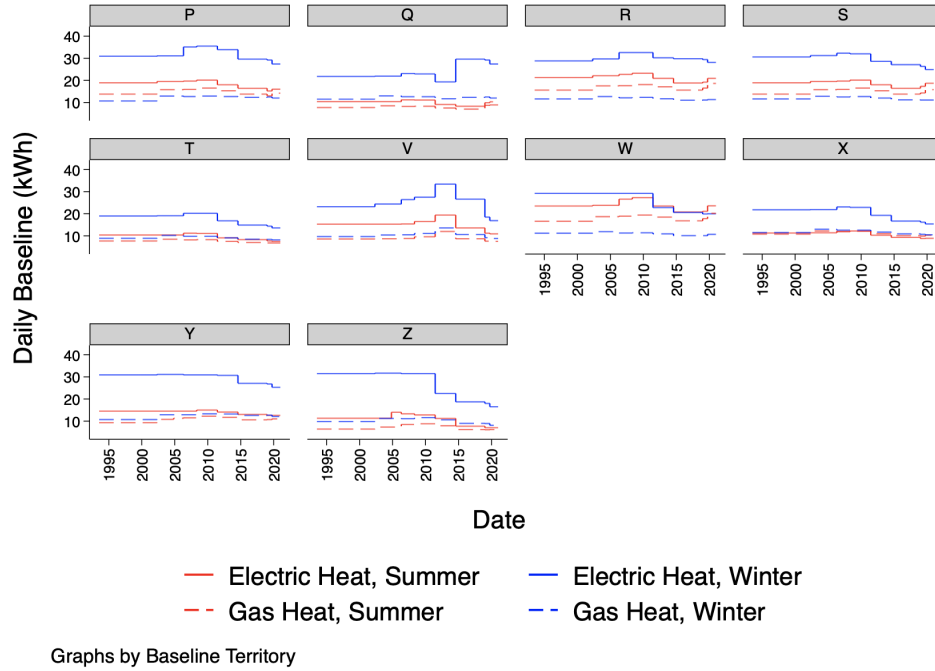 P Q R S
40
30
20
10
T V W X
40
30
20
10
1995 2000 2005 2010 2015 2020 1995 2000 2005 2010 2015 2020
Y Z
40
30
20
10
1995 2000 2005 2010 2015 2020 1995 2000 2005 2010 2015 2020
Daily Baseline (kWh)
Date
Electric Heat, Summer Electric Heat, Winter
Gas Heat, Summer Gas Heat, Winter
Graphs by Baseline Territory